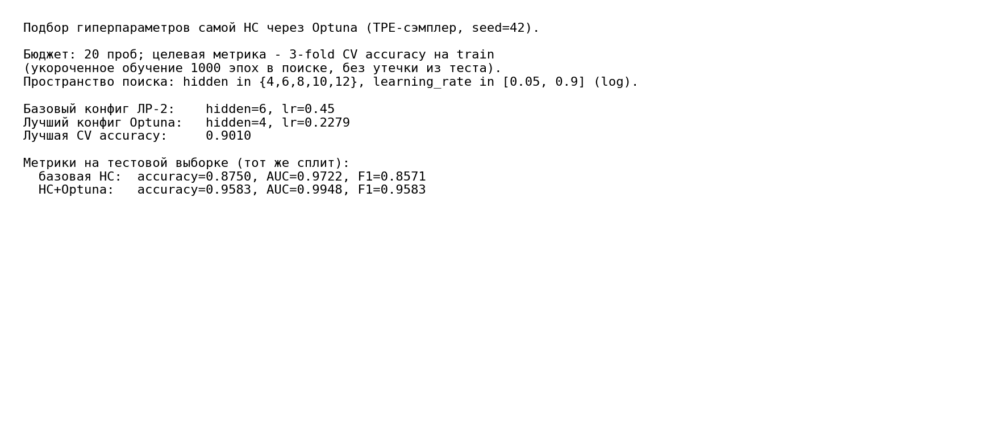 Подбор гиперпараметров самой НС через Optuna (TPE-сэмплер, seed=42).
Бюджет: 20 проб; целевая метрика - 3-fold CV accuracy на train
(укороченное обучение 1000 эпох в поиске, без утечки из теста).
Пространство поиска: hidden in {4,6,8,10,12}, learning_rate in [0.05, 0.9] (log).
Базовый конфиг ЛР-2:    hidden=6, lr=0.45
Лучший конфиг Optuna:   hidden=4, lr=0.2279
Лучшая CV accuracy:     0.9010
Метрики на тестовой выборке (тот же сплит):
  базовая НС:  accuracy=0.8750, AUC=0.9722, F1=0.8571
  НС+Optuna:   accuracy=0.9583, AUC=0.9948, F1=0.9583